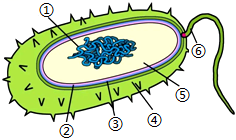 ①
⑥
⑤
② ③ ④